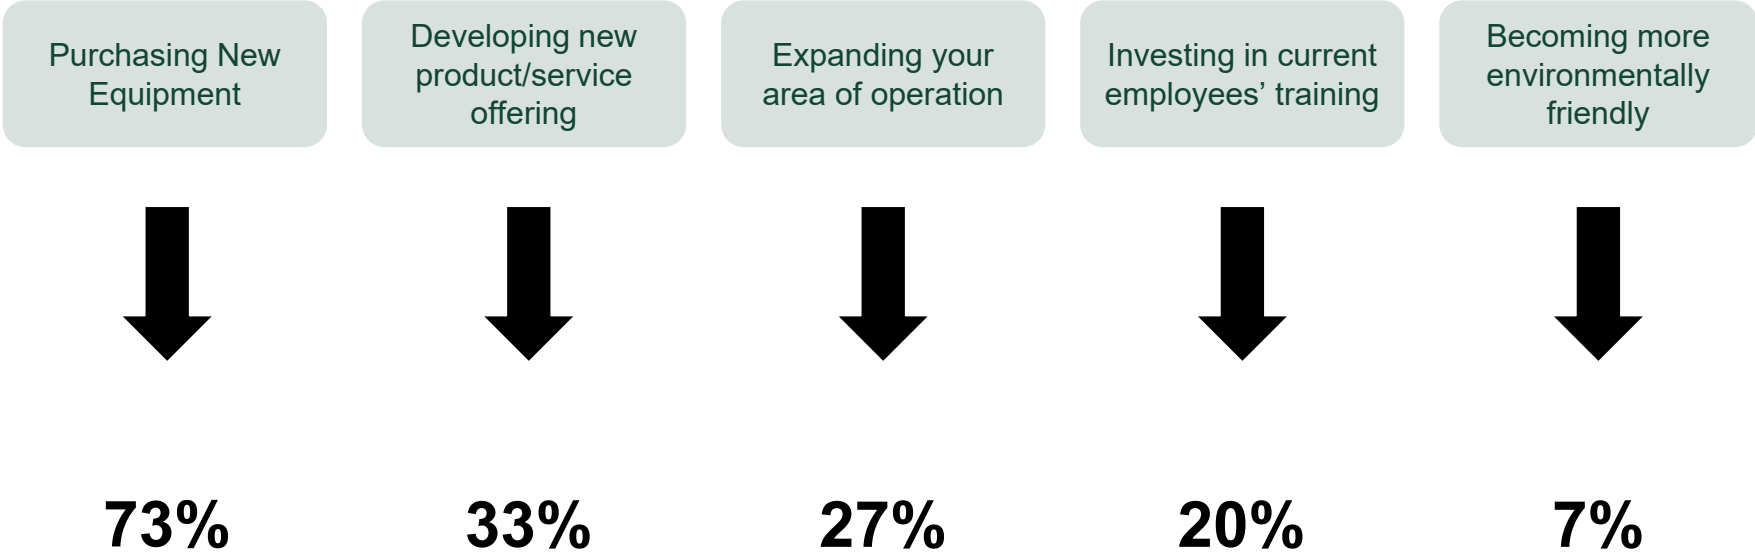 Purchasing New
Equipment
Developing new
product/service
offering
Expanding your
area of operation
Investing in current
employees’ training
Becoming more
environmentally
friendly
73%
33%
27%
20%
7%